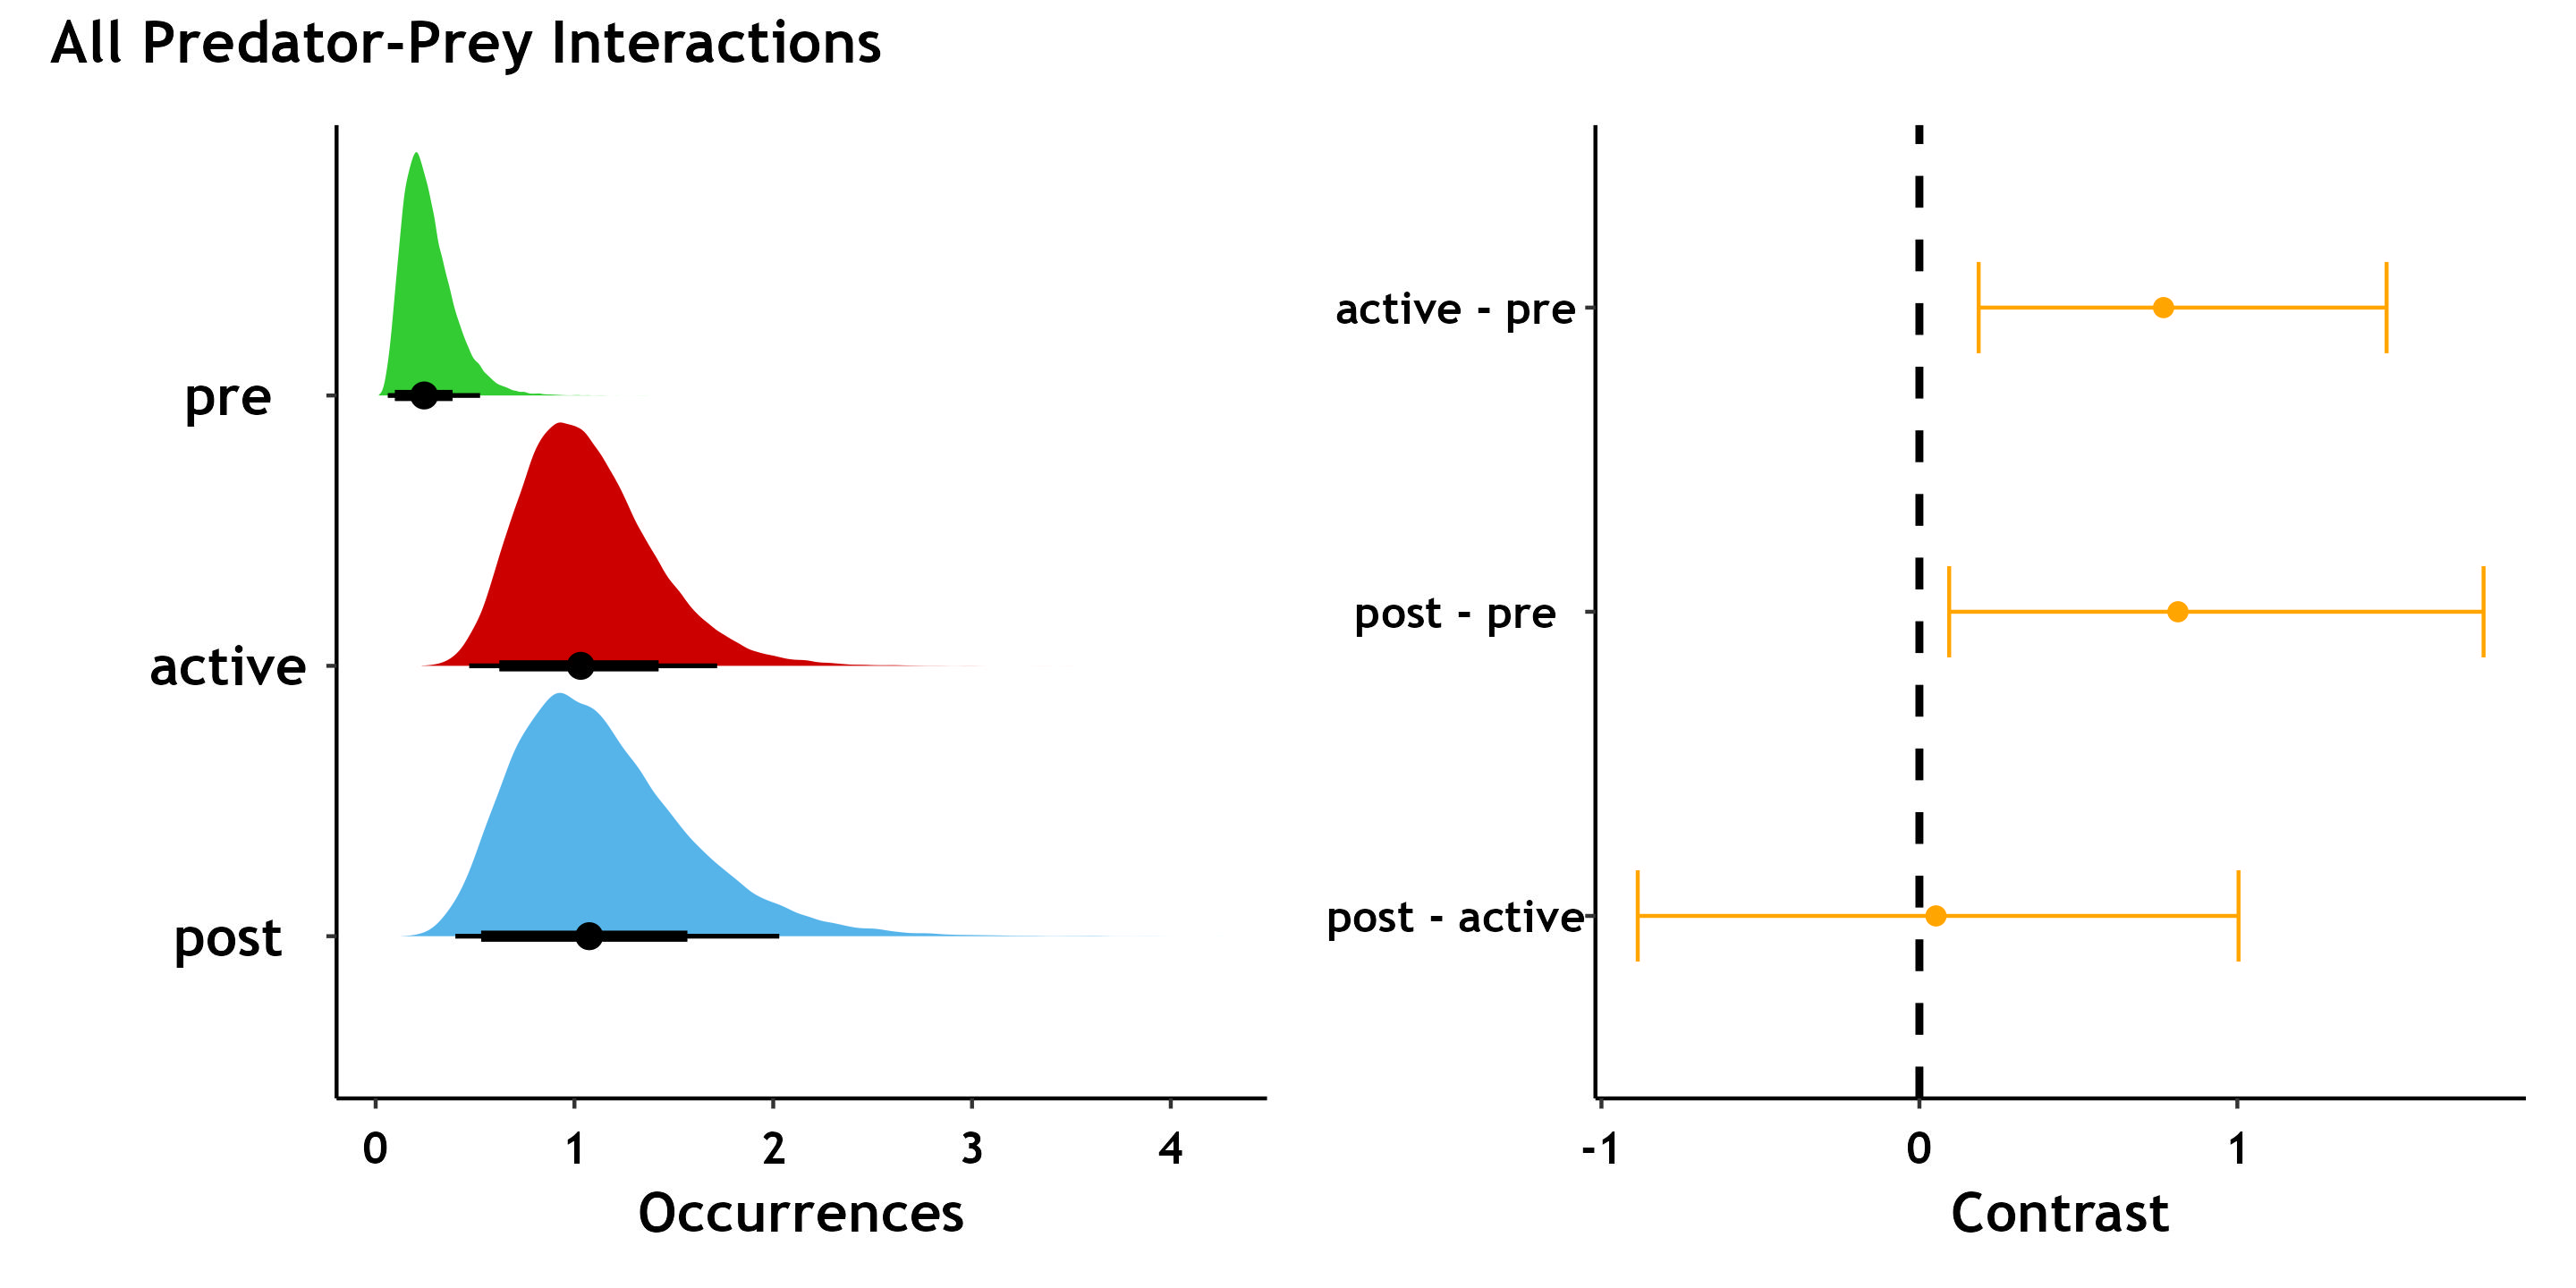 All Predator-Prey Interactions
pre
active
post
0 1 2 3 4
Occurrences
active - pre
post - pre
post - active
-1 0 1
Contrast